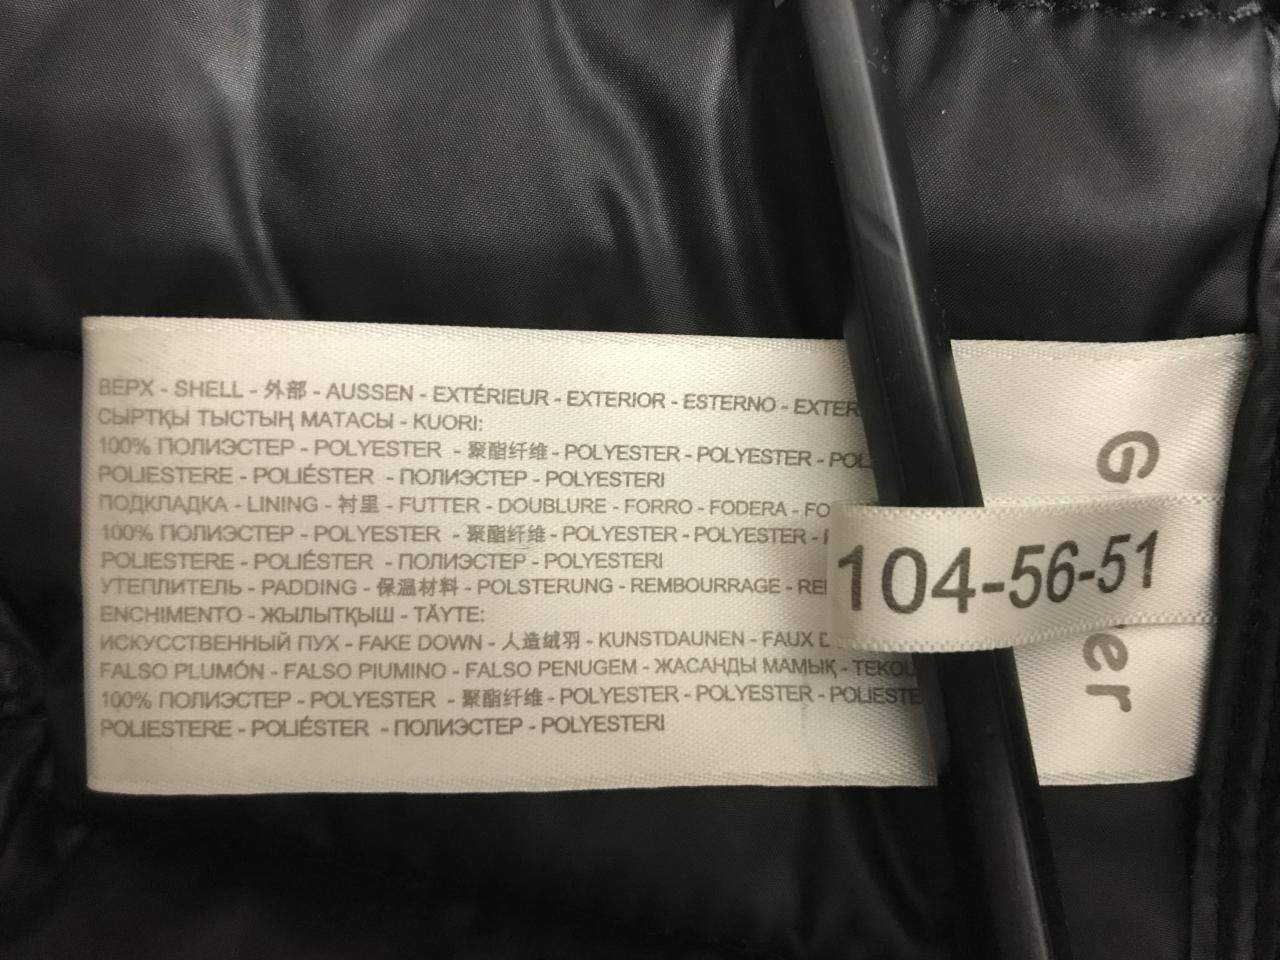 ВЕРХ - SHELL - 外部 - AUSSEN - EXTÉRIEUR - EXTERIOR - ESTERNO - EXTER
СЫРТҚЫ ТЫСТЫҢ МАТАСЫ - KUORI:
100% ПОЛИЭСТЕР - POLYESTER - 聚酯纤维 - POLYESTER - POLYESTER - POL
POLIESTERE - POLIÉSTER - ПОЛИЭСТЕР - POLYESTERI
ПОДКЛАДКА - LINING - 衬里 - FUTTER - DOUBLURE - FORRO - FODERA - FO
100% ПОЛИЭСТЕР - POLYESTER - 聚酯纤维 - POLYESTER - POLYESTER -
POLIESTERE - POLIÉSTER - ПОЛИЭСТЕР - POLYESTERI
УТЕПЛИТЕЛЬ - PADDING - 保温材料 - POLSTERUNG - REMBOURRAGE - REI
ENCHIMENTO - ЖЫЛЫТҚЫШ - TÄYTE:
ИСКУССТВЕННЫЙ ПУХ - FAKE DOWN - 人造绒羽 - KUNSTDAUNEN - FAUX D
FALSO PLUMÓN - FALSO PIUMINO - FALSO PENUGEM - ЖАСАНДЫ МАМЫҚ - TEKOU
100% ПОЛИЭСТЕР - POLYESTER - 聚酯纤维 - POLYESTER - POLYESTER - POLIESTE
POLIESTERE - POLIÉSTER - ПОЛИЭСТЕР - POLYESTERI
104-56-51
G
er